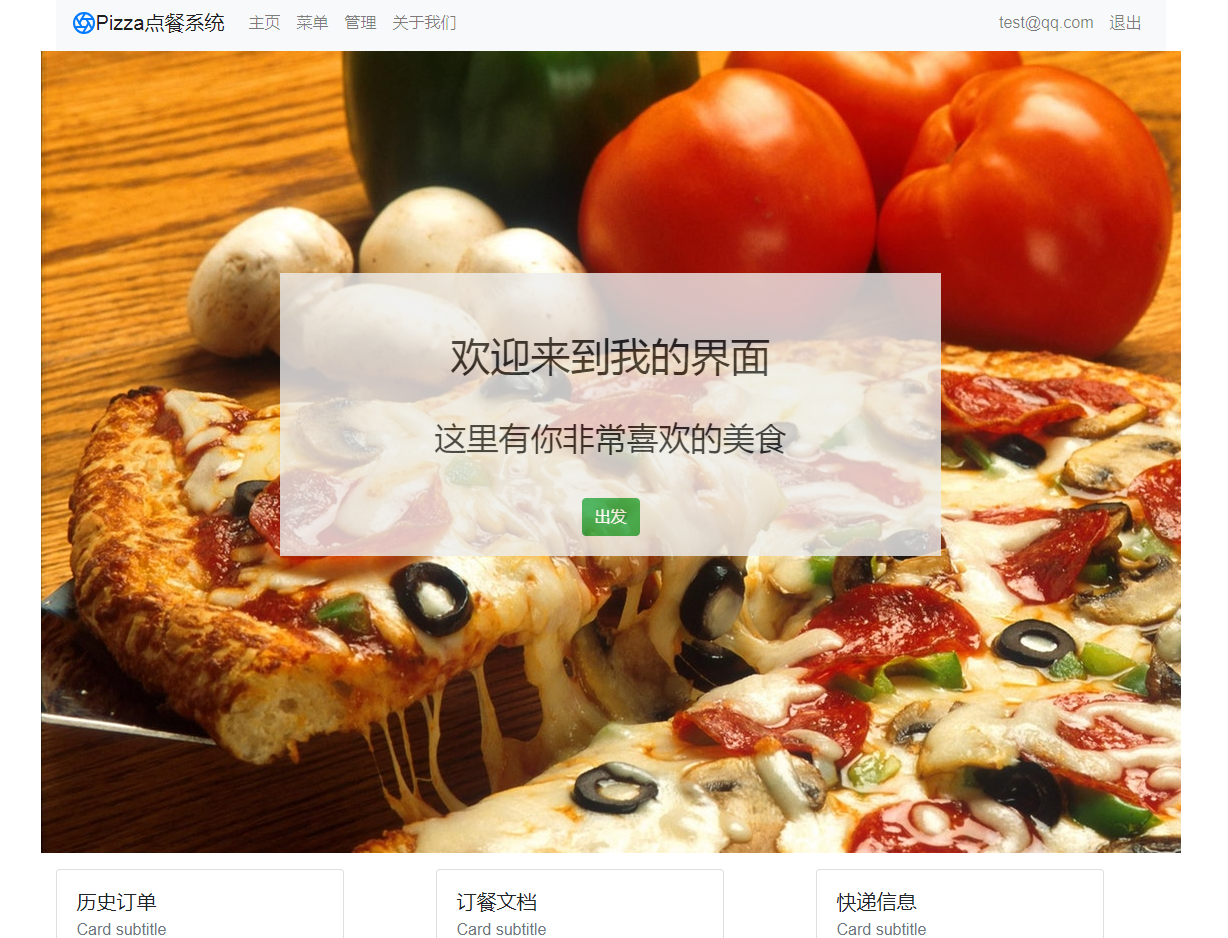 Pizza点餐系统 主页 菜单 管理 关于我们 test@qq.com 退出
欢迎来到我的界面
这里有你非常喜欢的美食
出发
历史订单 订餐文档 快递信息
Card subtitle Card subtitle Card subtitle